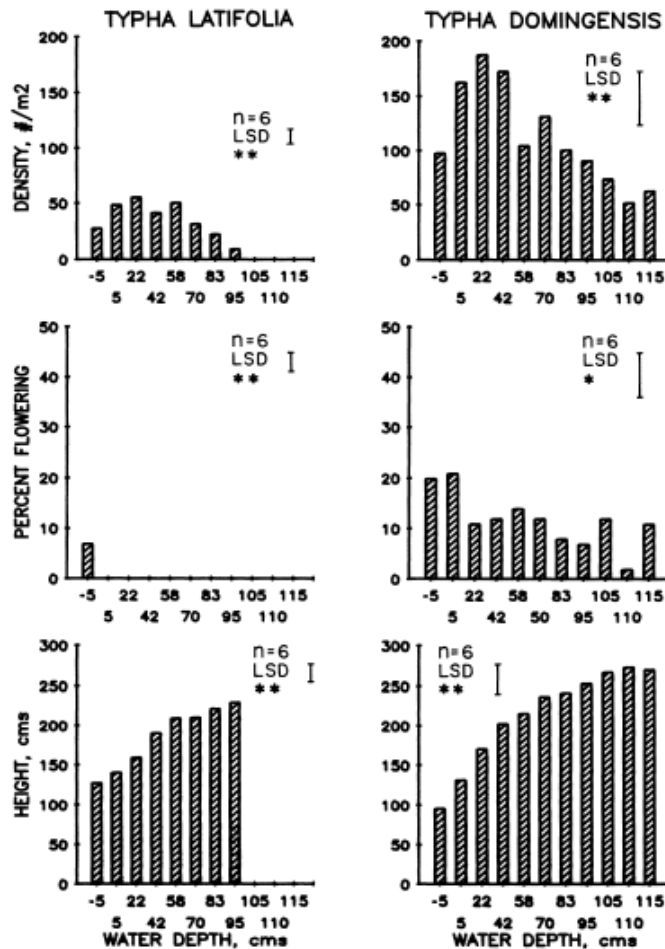 TYPHA LATIFOLIA
DENSITY, #/m2
200
150
100
50
0
n=6
LSD
**
-5 22 58 83 105 115
5 42 70 95 110
TYPHA DOMINGENSIS
200
150
100
50
0
n=6
LSD
**
-5 22 58 83 105 115
5 42 70 95 110
PERCENT FLOWERING
50
40
30
20
10
0
n=6
LSD
**
-5 22 58 83 105 115
5 42 70 95 110
50
40
30
20
10
0
n=6
LSD
*
-5 22 58 83 105 115
5 42 50 95 110
HEIGHT, cms
300
250
200
150
100
50
0
n=6
LSD
**
-5 22 58 83 105 115
5 42 70 95 110
WATER DEPTH, cms
300
250
200
150
100
50
0
n=6
LSD
**
-5 22 58 83 105 115
5 42 70 95 110
WATER DEPTH, cms